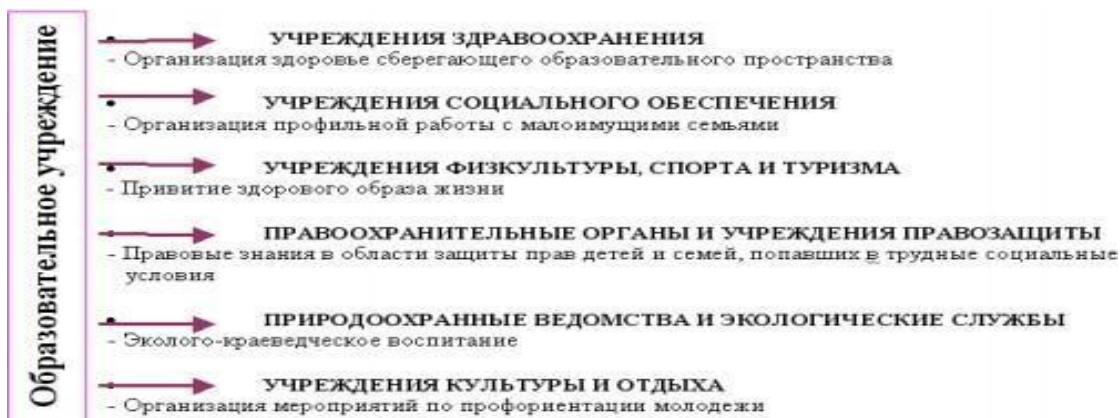 Образовательное учреждение
УЧРЕЖДЕНИЯ ЗДРАВООХРАНЕНИЯ
- Организация здоровье сберегающего образовательного пространства
УЧРЕЖДЕНИЯ СОЦИАЛЬНОГО ОБЕСПЕЧЕНИЯ
- Организация профильной работы с малоимущими семьями
УЧРЕЖДЕНИЯ ФИЗКУЛЬТУРЫ, СПОРТА И ТУРИЗМА
- Привитие здорового образа жизни
ПРАВООХРАНИТЕЛЬНЫЕ ОРГАНЫ И УЧРЕЖДЕНИЯ ПРАВОЗАЩИТЫ
- Правовые знания в области защиты прав детей и семей, попавших в трудные социальные
условия
ПРИРОДООХРАННЫЕ ВЕДОМСТВА И ЭКОЛОГИЧЕСКИЕ СЛУЖБЫ
- Эколого-краеведческое воспитание
УЧРЕЖДЕНИЯ КУЛЬТУРЫ И ОТДЫХА
- Организация мероприятий по профориентации молодежи